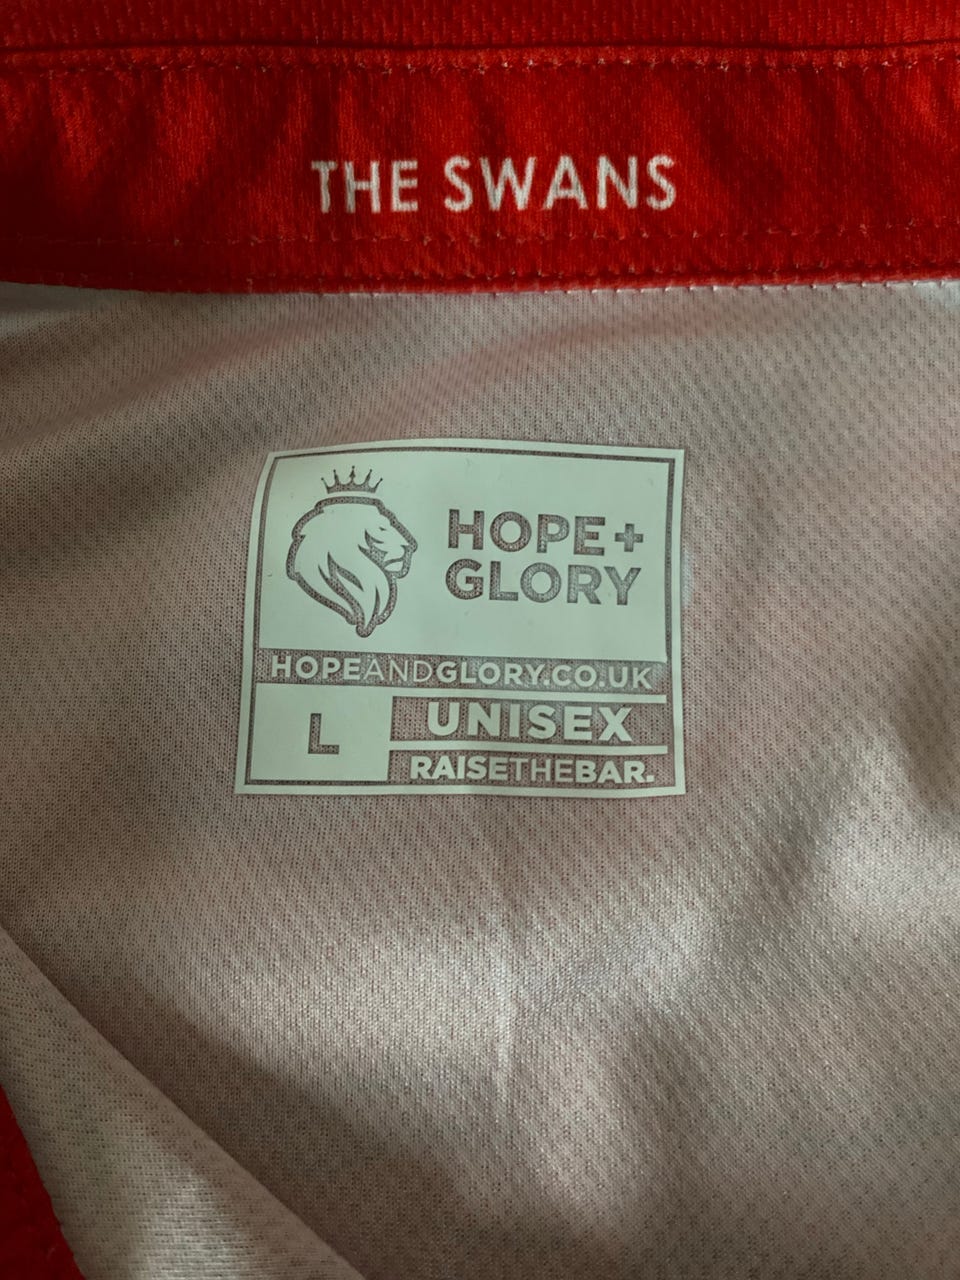 THE SWANS
HOPE+
GLORY
HOPEANDGLORY.CO.UK
L
UNISEX
RAISETHEBAR.